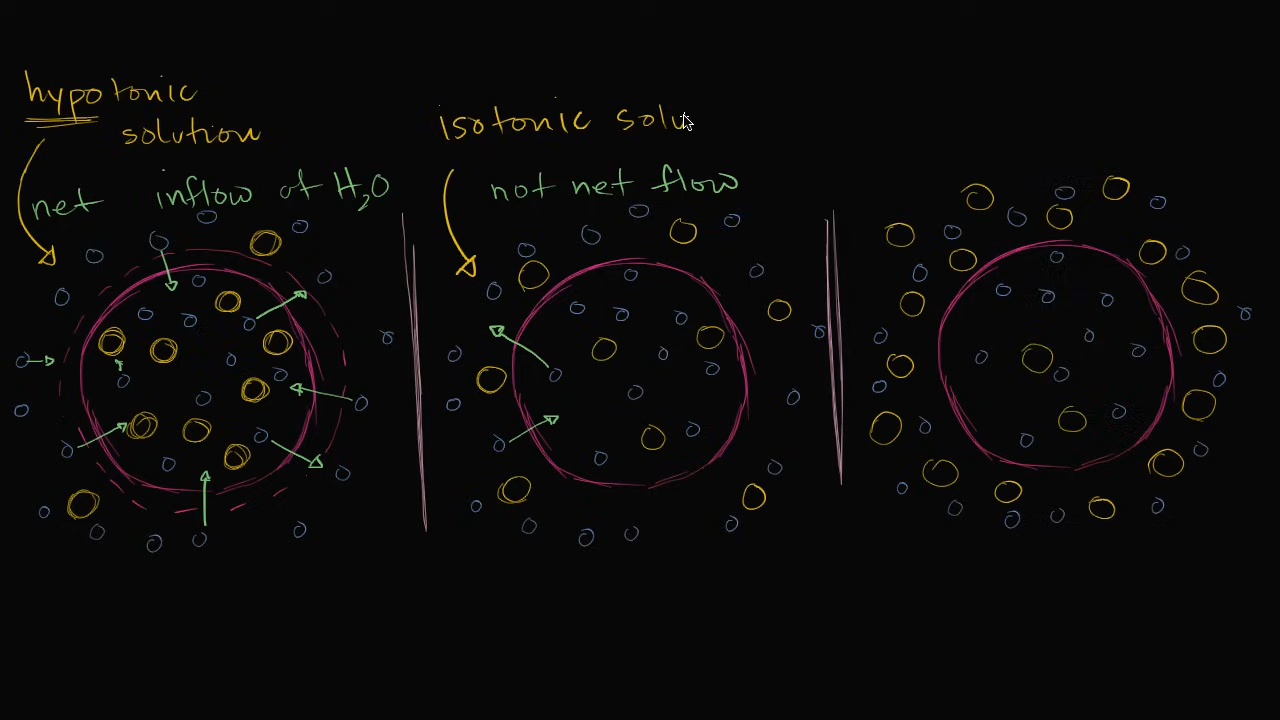 hypotonic
solution
net inflow of H₂O
isotonic solu
not net flow